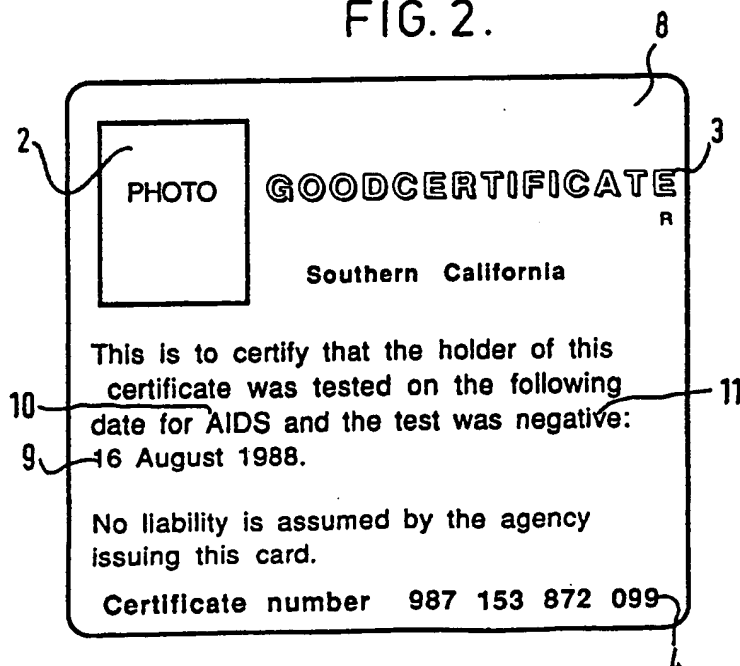 FIG. 2.
8
2
3
PHOTO
GOODCERTIFICATE
R
Southern California
This is to certify that the holder of this
certificate was tested on the following
10
11
date for AIDS and the test was negative:
9
16 August 1988.
No liability is assumed by the agency
issuing this card.
Certificate number 987 153 872 099